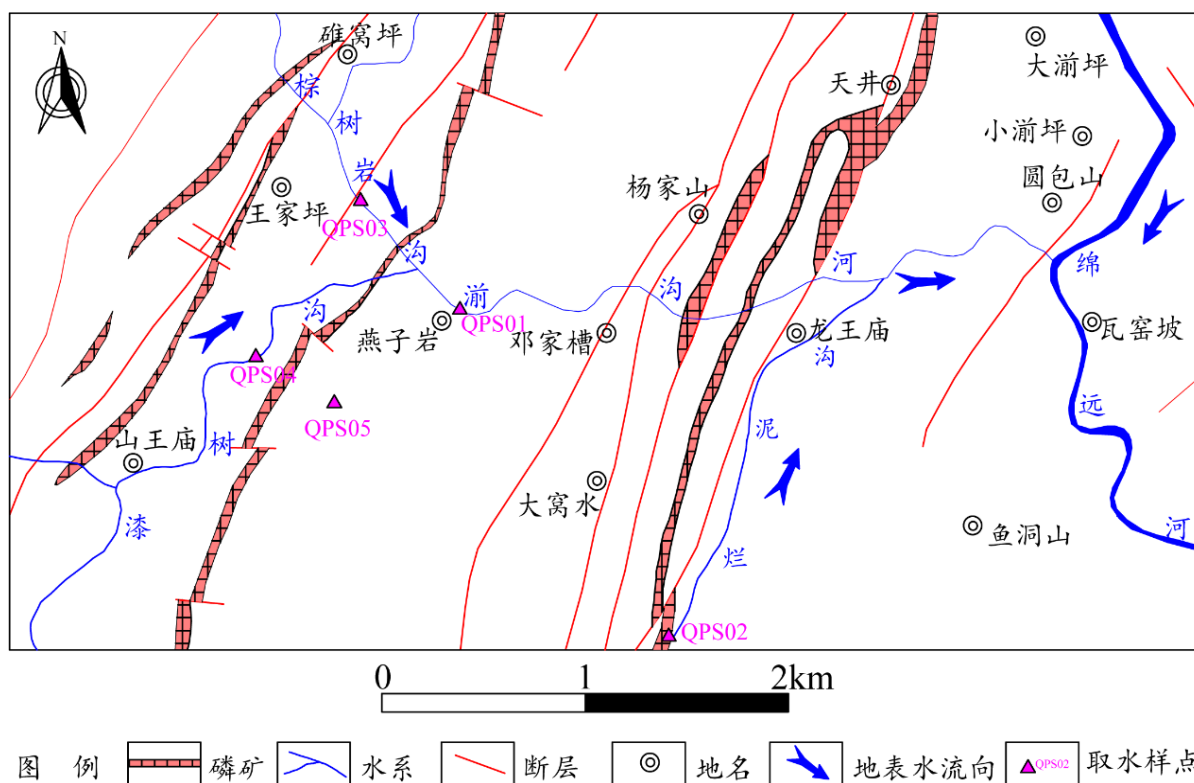 N
碓窝坪
天井
大湔坪
棕
树
岩
沟
小湔坪
圆包山
王家坪
QPS03
杨家山
沟
湔
沟
河
绵
QPS01
燕子岩
邓家槽
龙王庙
瓦窑坡
QPS04
QPS05
沟
远
山王庙
树
泥
大窝水
漆
烂
鱼洞山
河
QPS02
0 1 2km
图 例 磷矿 水系 断层 地名 地表水流向 QPS02 取水样点